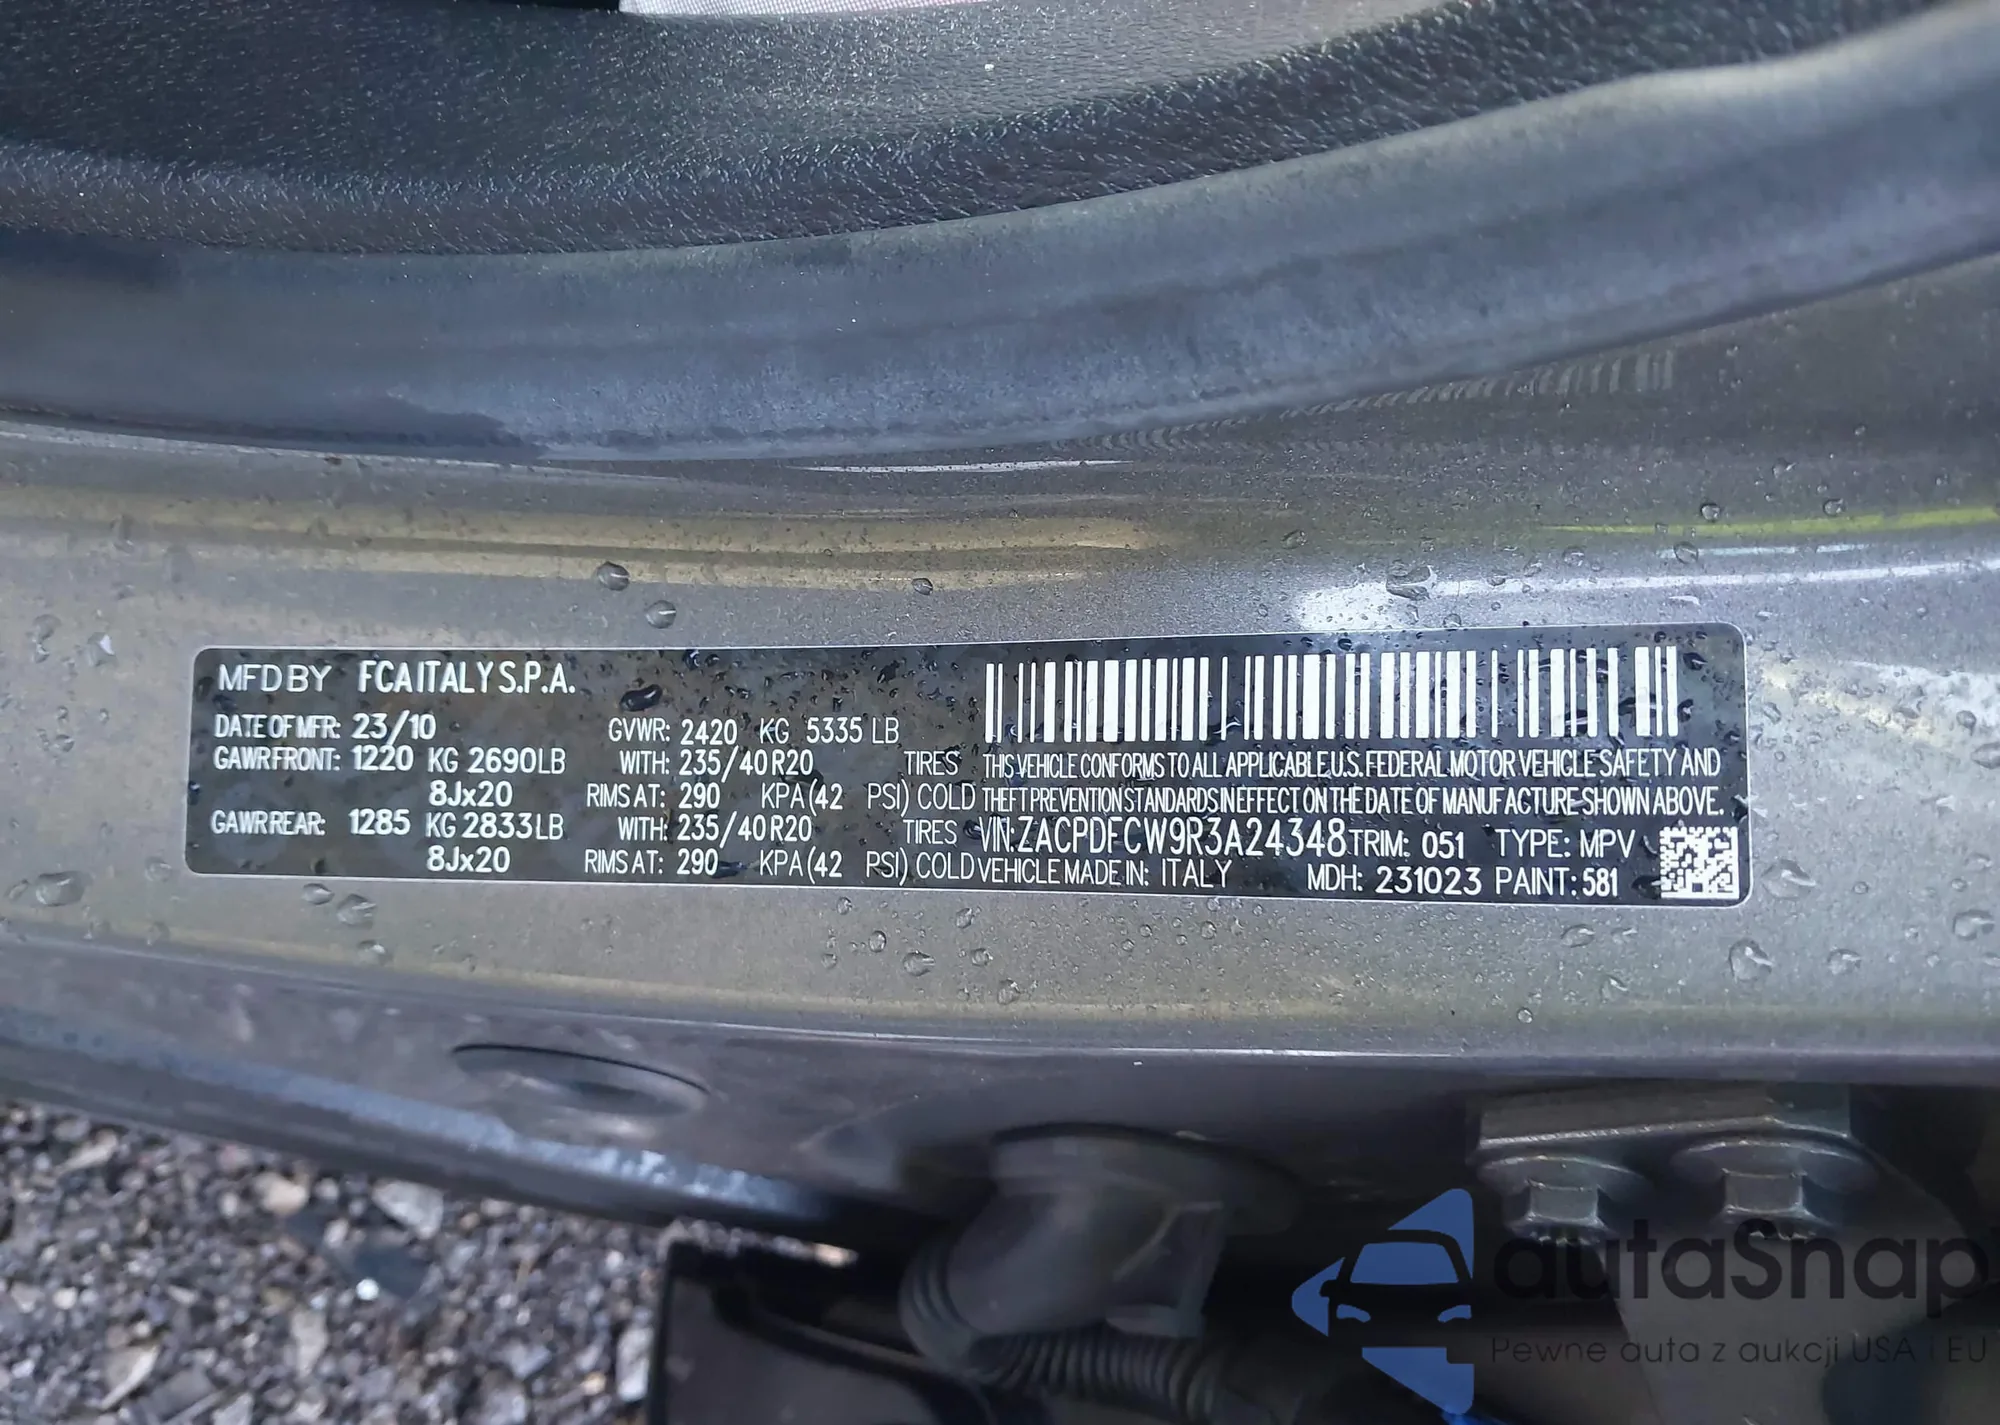 MFD BY FCA ITALY S.P.A.
DATE OF MFR: 23/10 GVWR: 2420 KG 5335 LB
GAWR FRONT: 1220 KG 2690 LB WITH: 235/40 R20 TIRES
8Jx20 RIMS AT: 290 KPA (42 PSI) COLD
GAWR REAR: 1285 KG 2833 LB WITH: 235/40 R20 TIRES
8Jx20 RIMS AT: 290 KPA (42 PSI) COLD
THIS VEHICLE CONFORMS TO ALL APPLICABLE U.S. FEDERAL MOTOR VEHICLE SAFETY AND
THEFT PREVENTION STANDARDS IN EFFECT ON THE DATE OF MANUFACTURE SHOWN ABOVE.
VIN: ZACPDFCW9R3A24348 TRIM: 051 TYPE: MPV
VEHICLE MADE IN: ITALY MDH: 231023 PAINT: 581
autaSnap
Pewne auta z aukcji USA i EU